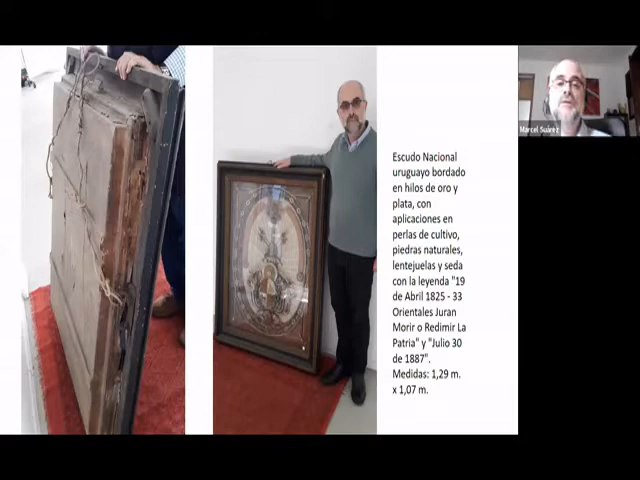 Escudo Nacional
uruguayo bordado
en hilos de oro y
plata, con
aplicaciones en
perlas de cultivo,
piedras naturales,
lentejuelas y seda
con la leyenda "19
de Abril 1825 - 33
Orientales Juran
Morir o Redimir La
Patria" y "Julio 30
de 1887".
Medidas: 1,29 m.
x 1,07 m.
Marcel Suárez